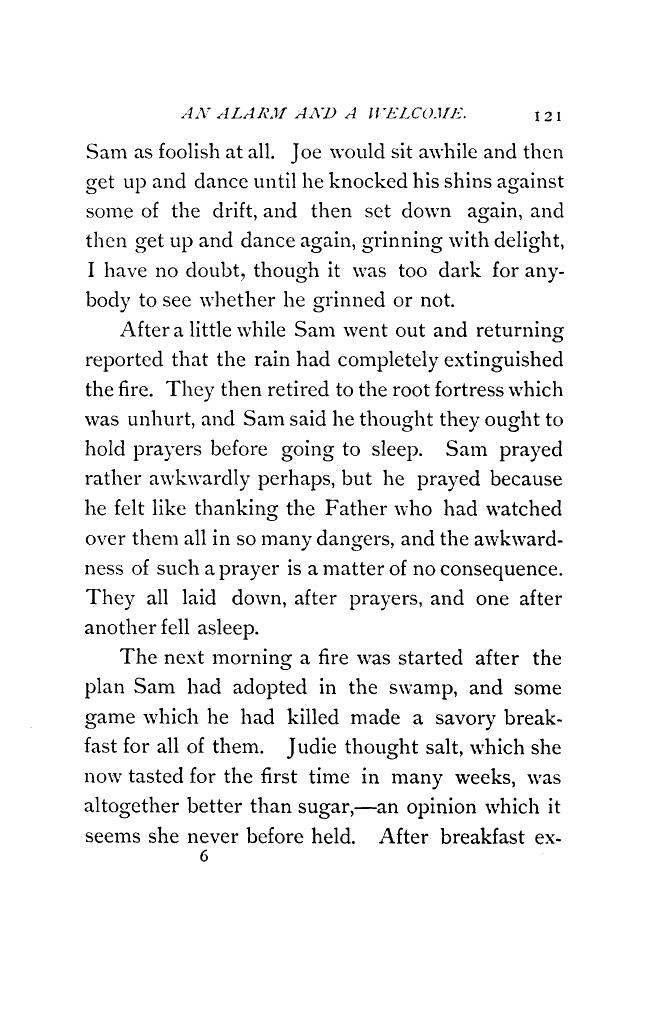 AN ALARM AND A WELCOME. 121
Sam as foolish at all. Joe would sit awhile and then
get up and dance until he knocked his shins against
some of the drift, and then set down again, and
then get up and dance again, grinning with delight,
I have no doubt, though it was too dark for any-
body to see whether he grinned or not.
After a little while Sam went out and returning
reported that the rain had completely extinguished
the fire. They then retired to the root fortress which
was unhurt, and Sam said he thought they ought to
hold prayers before going to sleep. Sam prayed
rather awkwardly perhaps, but he prayed because
he felt like thanking the Father who had watched
over them all in so many dangers, and the awkward-
ness of such a prayer is a matter of no consequence.
They all laid down, after prayers, and one after
another fell asleep.
The next morning a fire was started after the
plan Sam had adopted in the swamp, and some
game which he had killed made a savory break-
fast for all of them. Judie thought salt, which she
now tasted for the first time in many weeks, was
altogether better than sugar,—an opinion which it
seems she never before held. After breakfast ex-
6